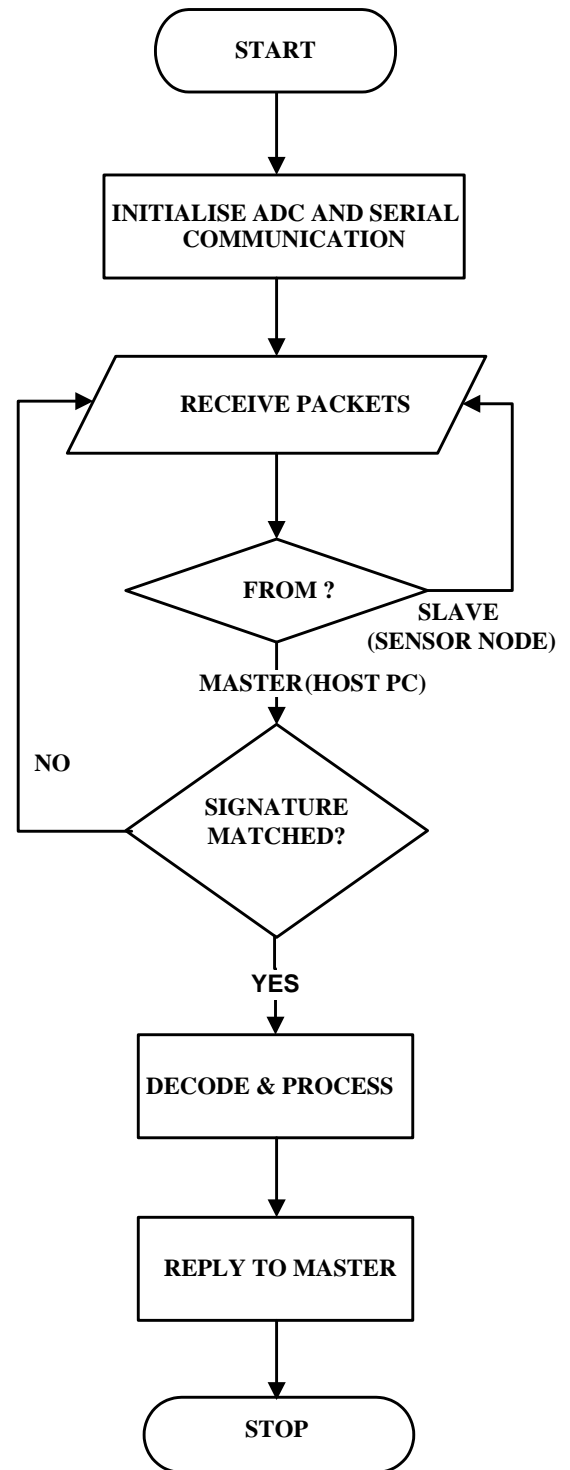 START
INITIALISE ADC AND SERIAL
COMMUNICATION
RECEIVE PACKETS
FROM ?
SLAVE
(SENSOR NODE)
MASTER(HOST PC)
NO
SIGNATURE
MATCHED?
YES
DECODE & PROCESS
REPLY TO MASTER
STOP